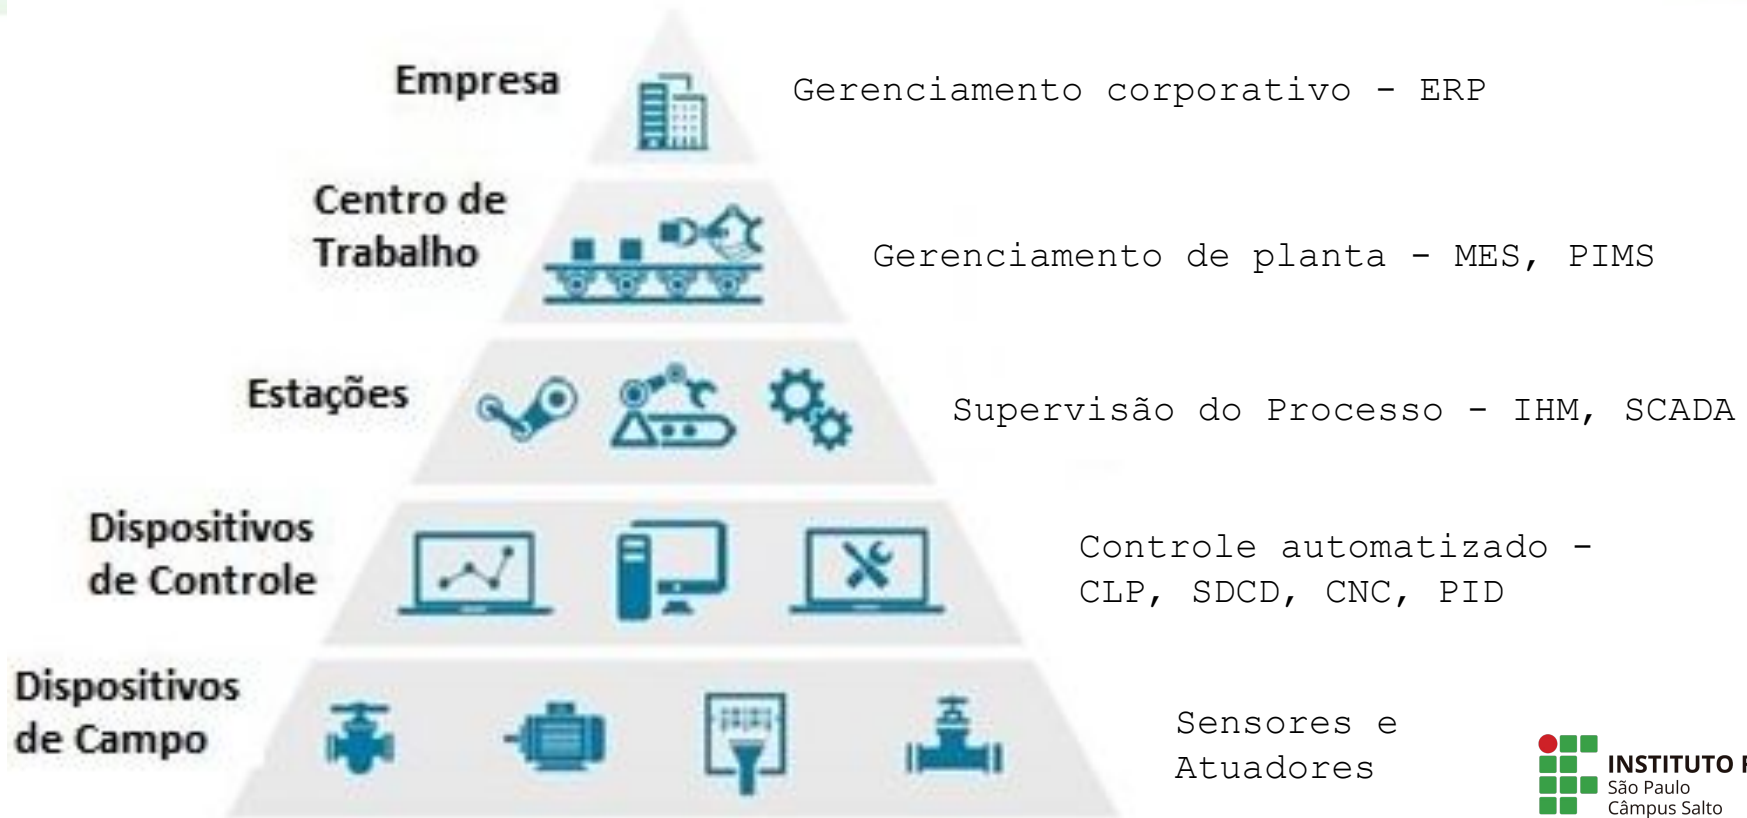 Empresa
Gerenciamento corporativo - ERP
Centro de
Trabalho
Gerenciamento de planta - MES, PIMS
Estações
Supervisão do Processo - IHM, SCADA
Dispositivos
de Controle
Controle automatizado -
CLP, SDCD, CNC, PID
Dispositivos
de Campo
Sensores e
Atuadores
INSTITUTO
São Paulo
Câmpus Salto